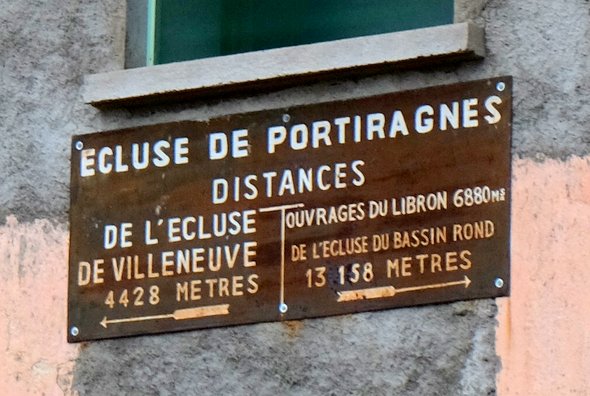 ECLUSE DE PORTIRAGNES
DISTANCES
DE L'ECLUSE
DE VILLENEUVE
4428 METRES
OUVRAGES DU LIBRON 6880MS
DE L'ECLUSE DU BASSIN ROND
13 158 METRES